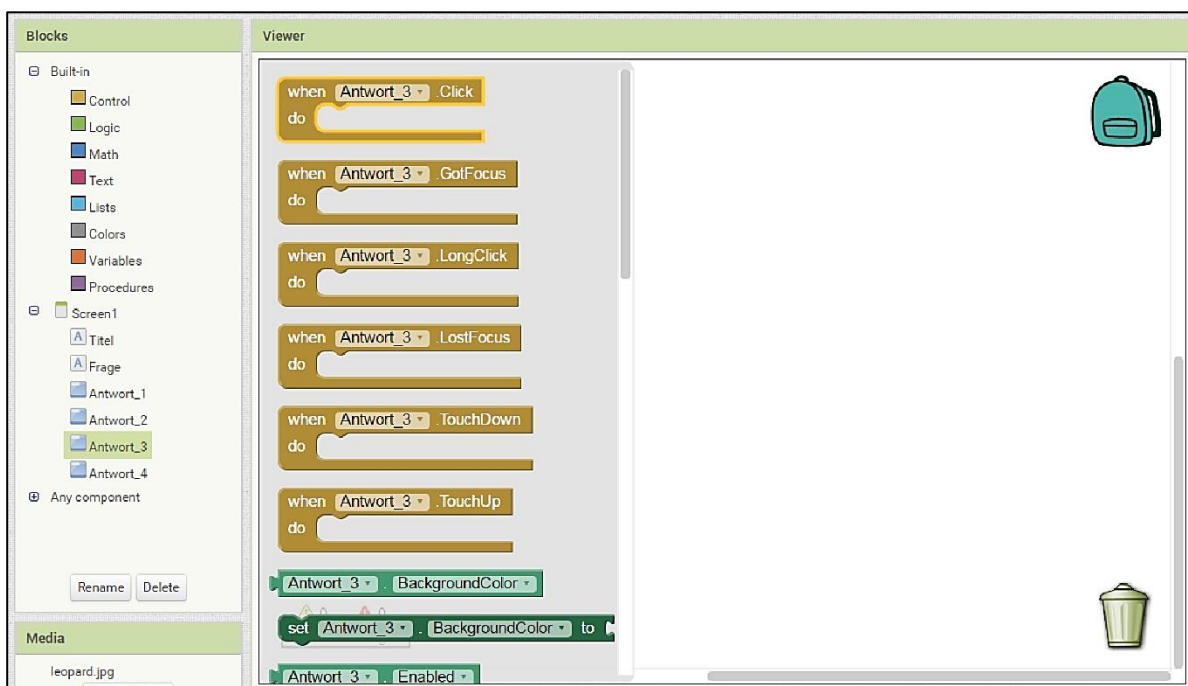 Blocks
Built-in
Control
Logic
Math
Text
Lists
Colors
Variables
Procedures
Screen1
A Titel
A Frage
Antwort_1
Antwort_2
Antwort_3
Antwort_4
Any component
Rename Delete
Media
leopard.jpg
Viewer
when Antwort_3 .Click
do
when Antwort_3 .GotFocus
do
when Antwort_3 .LongClick
do
when Antwort_3 .LostFocus
do
when Antwort_3 .TouchDown
do
when Antwort_3 .TouchUp
do
Antwort_3 . BackgroundColor
0 0
set Antwort_3 . BackgroundColor to
Antwort_3 . Enabled